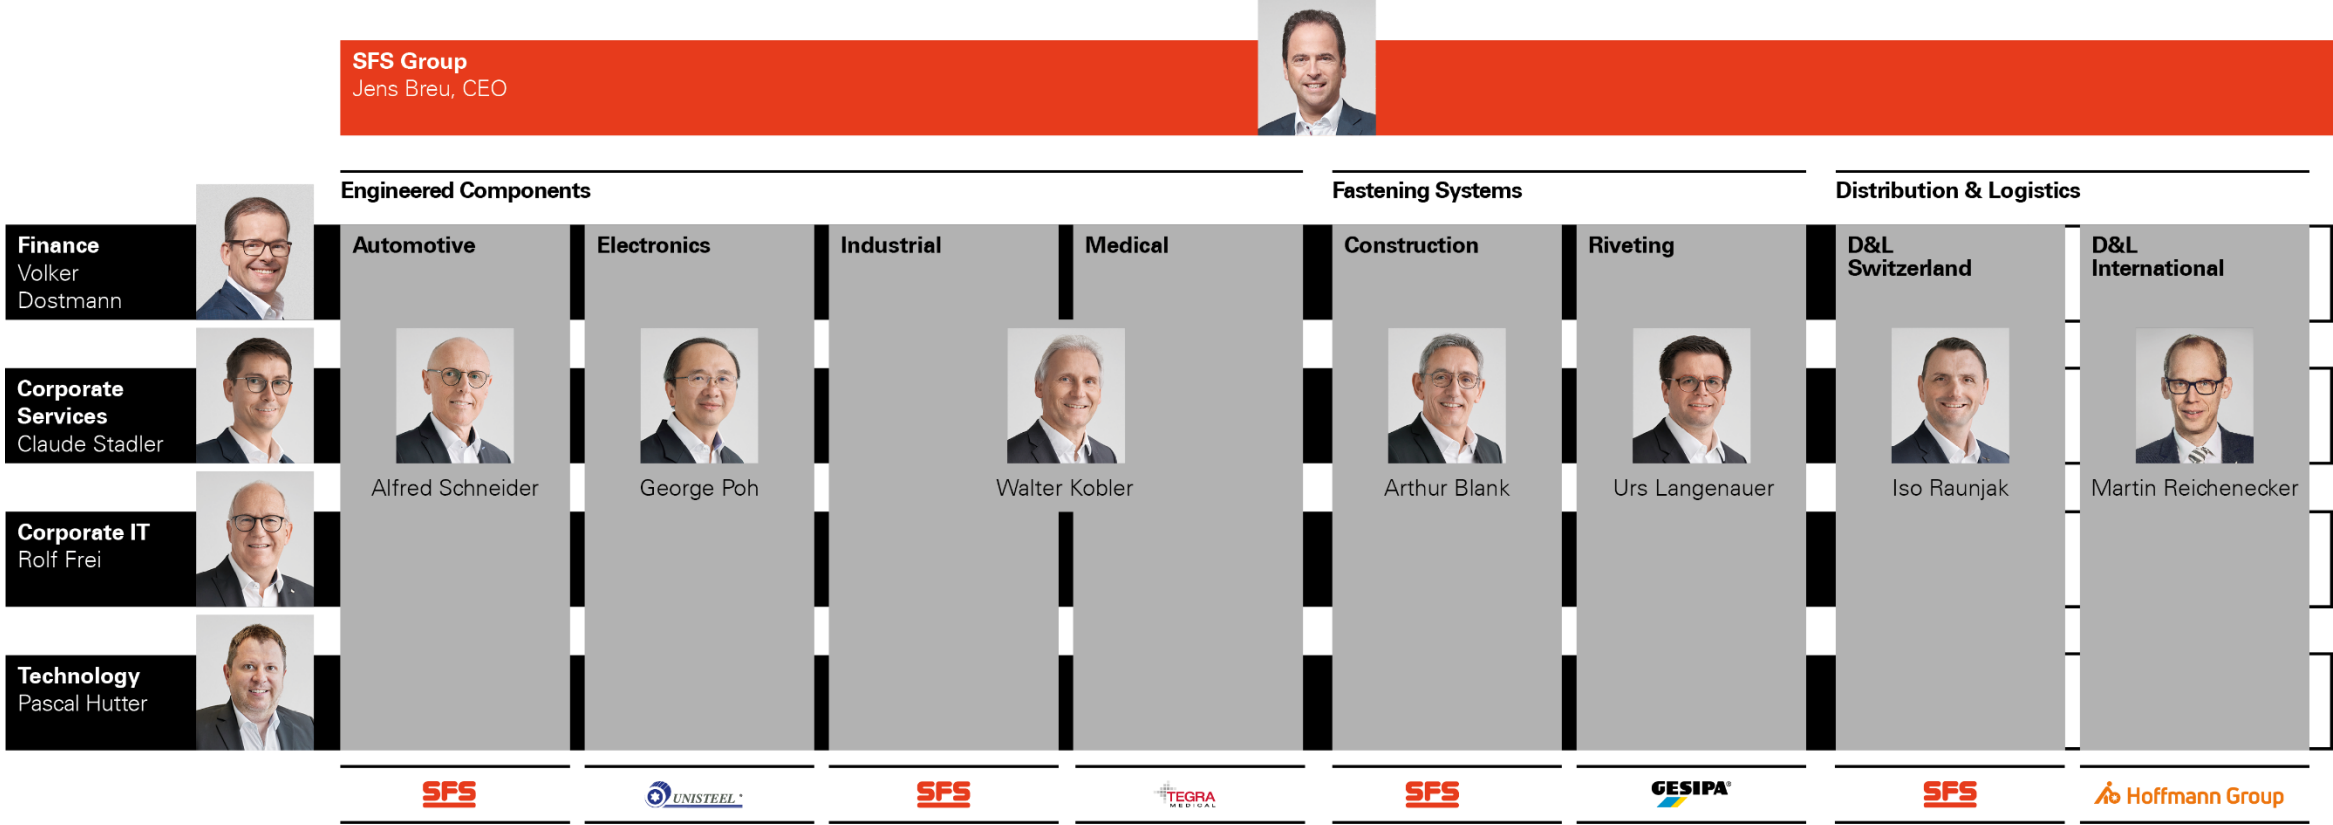 SFS Group
Jens Breu, CEO
Engineered Components
Fastening Systems
Distribution & Logistics
Finance
Volker
Dostmann
Automotive
Electronics
Industrial
Medical
Construction
Riveting
D&L
Switzerland
D&L
International
Corporate
Services
Claude Stadler
Alfred Schneider
George Poh
Walter Kobler
Arthur Blank
Urs Langenauer
Iso Raunjak
Martin Reichenecker
Corporate IT
Rolf Frei
Technology
Pascal Hutter
SFS
UNISTEEL
SFS
TEGRA
MEDICAL
SFS
GESIPA®
SFS
Hoffmann Group